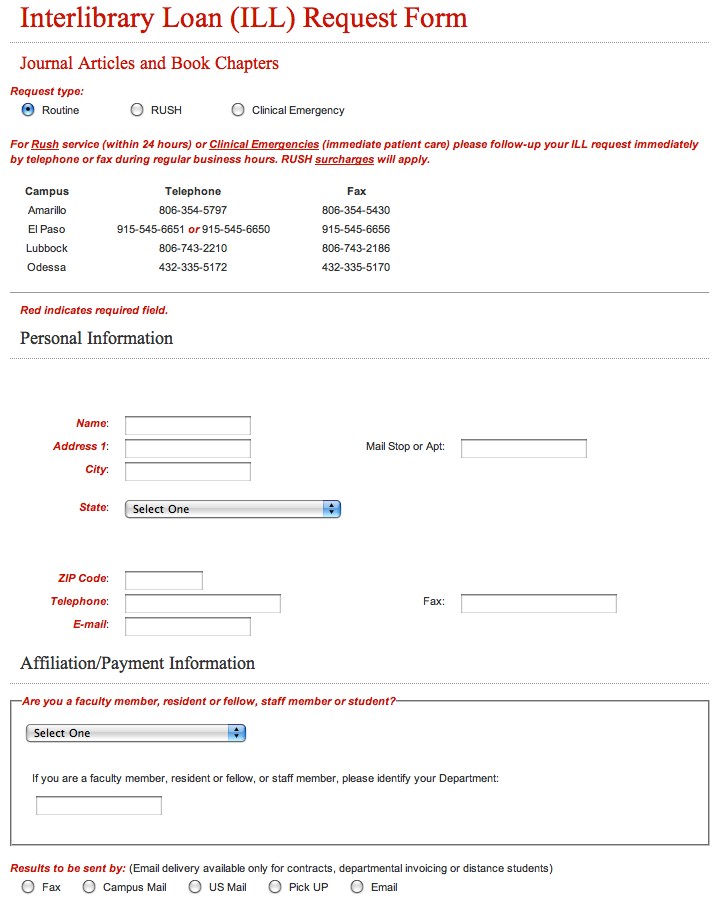 Interlibrary Loan (ILL) Request Form
Journal Articles and Book Chapters
Request type:
Routine RUSH Clinical Emergency
For Rush service (within 24 hours) or Clinical Emergencies (immediate patient care) please follow-up your ILL request immediately
by telephone or fax during regular business hours. RUSH surcharges will apply.
Campus Telephone Fax
Amarillo 806-354-5797 806-354-5430
El Paso 915-545-6651 or 915-545-6650 915-545-6656
Lubbock 806-743-2210 806-743-2186
Odessa 432-335-5172 432-335-5170
Red indicates required field.
Personal Information
Name:
Address 1: Mail Stop or Apt:
City:
State: Select One
ZIP Code:
Telephone: Fax:
E-mail:
Affiliation/Payment Information
Are you a faculty member, resident or fellow, staff member or student?
Select One
If you are a faculty member, resident or fellow, or staff member, please identify your Department:
Results to be sent by: (Email delivery available only for contracts, departmental invoicing or distance students)
Fax Campus Mail US Mail Pick UP Email